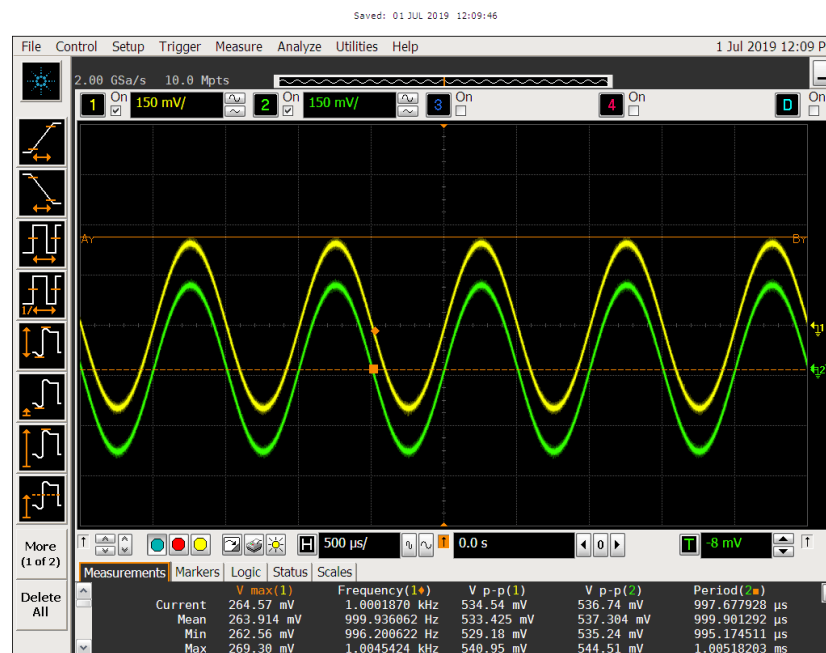 Saved: 01 JUL 2019 12:09:46
File Control Setup Trigger Measure Analyze Utilities Help 1 Jul 2019 12:09 P
2.00 GSa/s 10.0 Mpts
1 On 150 mV/ 2 On 150 mV/ 3 On 4 On D On
A B
1
2
1/
More
(1 of 2)
Delete
All
H 500 µs/ 0.0 s 0 T -8 mV
Measurements Markers Logic Status Scales
V max(1) Frequency(1♦) V p-p(1) V p-p(2) Period(2■)
Current 264.57 mV 1.0001870 kHz 534.54 mV 536.74 mV 997.677928 µs
Mean 263.914 mV 999.936062 Hz 533.425 mV 537.304 mV 999.901292 µs
Min 262.56 mV 996.200622 Hz 529.18 mV 535.24 mV 995.174511 µs
Max 269.30 mV 1.0045424 kHz 540.95 mV 544.51 mV 1.00518203 ms